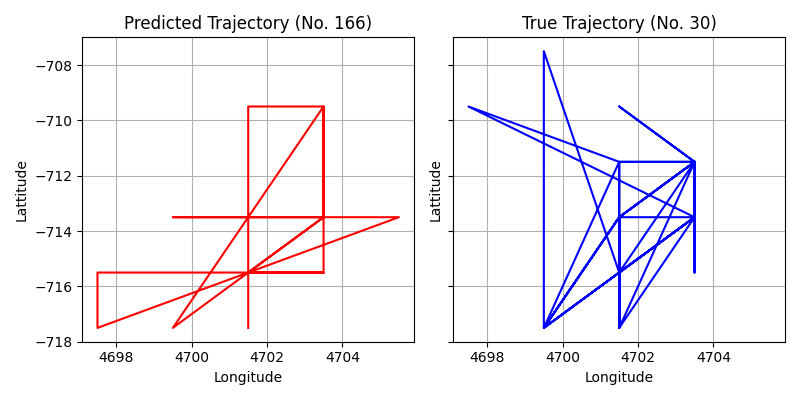 Predicted Trajectory (No. 166)
True Trajectory (No. 30)
Lattitude
−708
−710
−712
−714
−716
−718
4698 4700 4702 4704
Longitude
Lattitude
4698 4700 4702 4704
Longitude